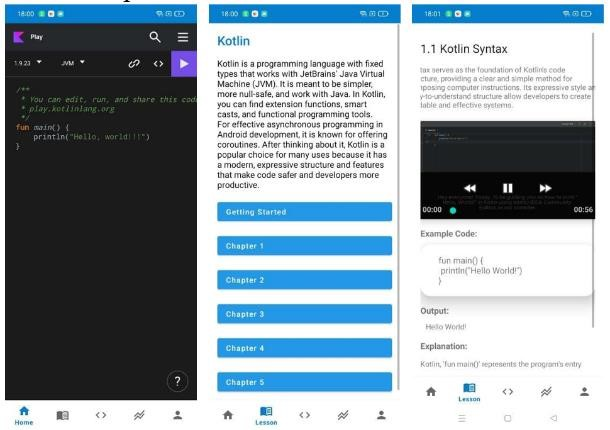 18:00
Play
1.9.23
JVM
/**
* You can edit, run, and share this code
* play.kotlinlang.org
*/
fun main() {
println("Hello, world!!!")
}
?
Home
18:00
Kotlin
Kotlin is a programming language with fixed
types that works with JetBrains' Java Virtual
Machine (JVM). It is meant to be simpler,
more null-safe, and work with Java. In Kotlin,
you can find extension functions, smart
casts, and functional programming tools.
For effective asynchronous programming in
Android development, it is known for offering
coroutines. After thinking about it, Kotlin is a
popular choice for many uses because it has
a modern, expressive structure and features
that make code safer and developers more
productive.
Getting Started
Chapter 1
Chapter 2
Chapter 3
Chapter 4
Chapter 5
Lesson
18:01
1.1 Kotlin Syntax
tax serves as the foundation of Kotlin's code
cture, providing a clear and simple method for
posing computer instructions. Its expressive style an
y-to-understand structure allow developers to create
table and effective systems.
00:00
00:56
Example Code:
fun main() {
println("Hello World!")
}
Output:
Hello World!
Explanation:
Kotlin, 'fun main()' represents the program's entry
Lesson